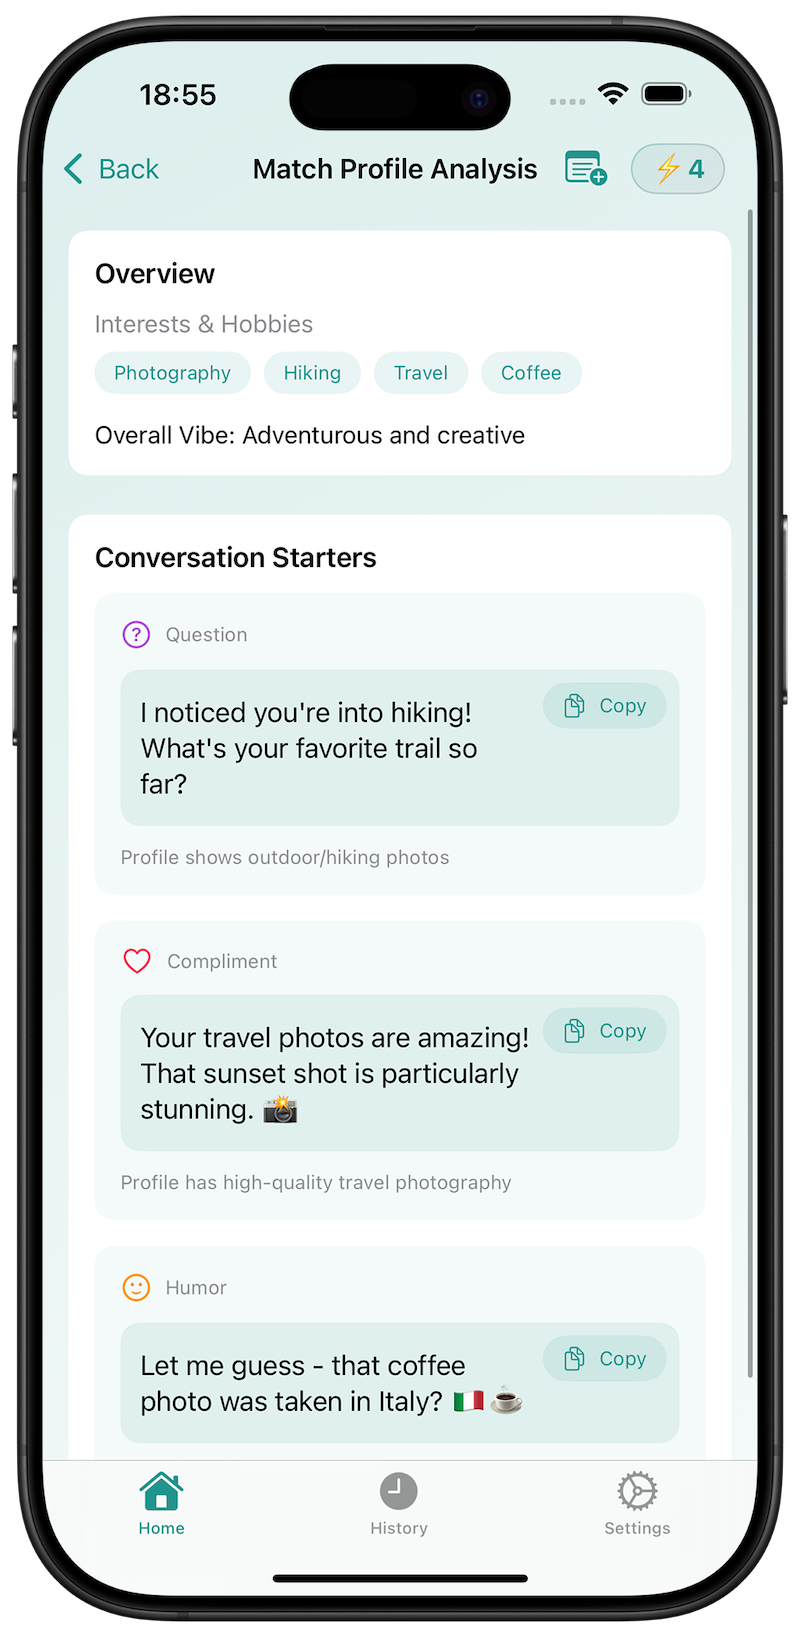 18:55
Back
Match Profile Analysis
4
Overview
Interests & Hobbies
Photography
Hiking
Travel
Coffee
Overall Vibe: Adventurous and creative
Conversation Starters
Question
I noticed you're into hiking!
What's your favorite trail so
far?
Copy
Profile shows outdoor/hiking photos
Compliment
Your travel photos are amazing!
That sunset shot is particularly
stunning. 📸
Copy
Profile has high-quality travel photography
Humor
Let me guess - that coffee
photo was taken in Italy? 🇮🇹 ☕
Copy
Home
History
Settings